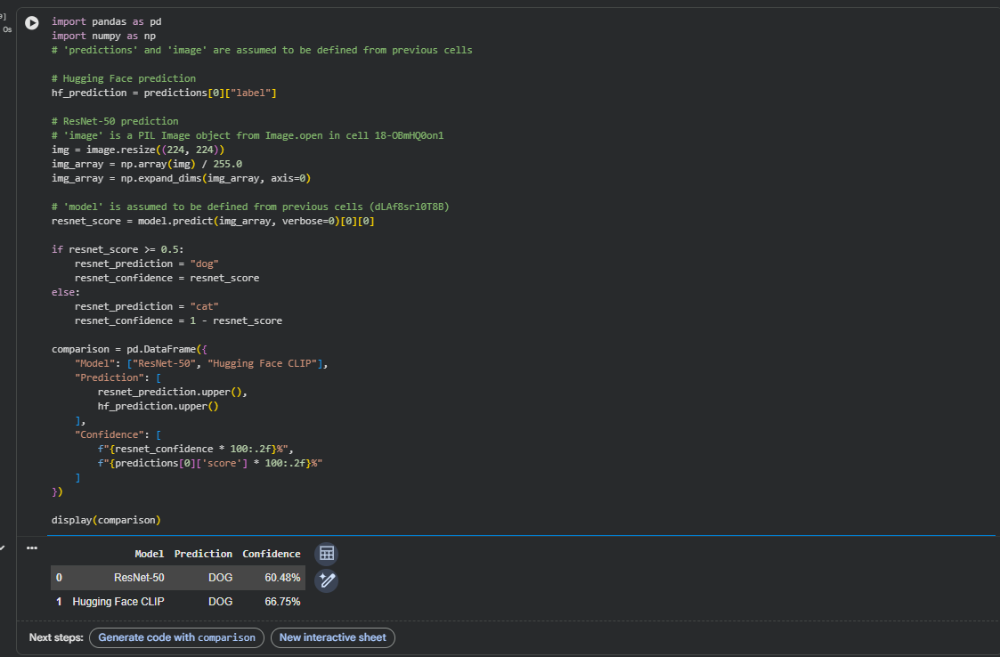 0s
import pandas as pd
import numpy as np
# 'predictions' and 'image' are assumed to be defined from previous cells
# Hugging Face prediction
hf_prediction = predictions[0]["label"]
# ResNet-50 prediction
# 'image' is a PIL Image object from Image.open in cell 18-OBmHQ0on1
img = image.resize((224, 224))
img_array = np.array(img) / 255.0
img_array = np.expand_dims(img_array, axis=0)
# 'model' is assumed to be defined from previous cells (dLAf8srl0T8B)
resnet_score = model.predict(img_array, verbose=0)[0][0]
if resnet_score >= 0.5:
    resnet_prediction = "dog"
    resnet_confidence = resnet_score
else:
    resnet_prediction = "cat"
    resnet_confidence = 1 - resnet_score
comparison = pd.DataFrame({
    "Model": ["ResNet-50", "Hugging Face CLIP"],
    "Prediction": [
        resnet_prediction.upper(),
        hf_prediction.upper()
    ],
    "Confidence": [
        f"{resnet_confidence * 100:.2f}%",
        f"{predictions[0]['score'] * 100:.2f}%"
    ]
})
display(comparison)
Model Prediction Confidence
0 ResNet-50 DOG 60.48%
1 Hugging Face CLIP DOG 66.75%
Next steps: Generate code with comparison New interactive sheet